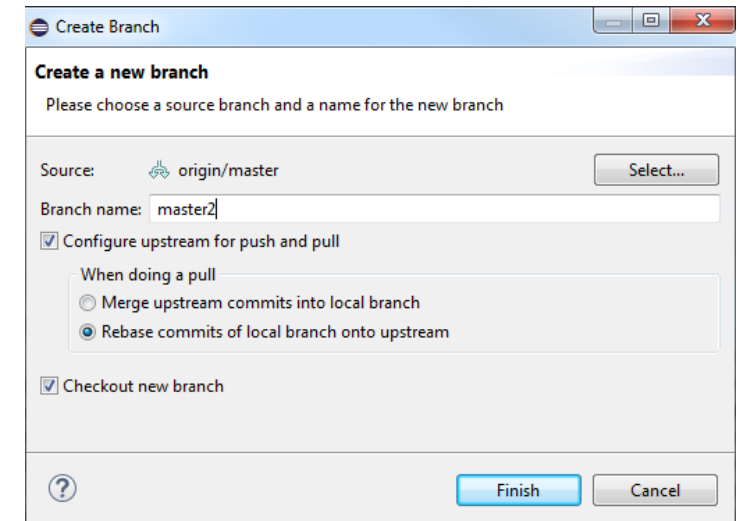 Create Branch
Create a new branch
Please choose a source branch and a name for the new branch
Source: origin/master Select...
Branch name: master2
Configure upstream for push and pull
When doing a pull
Merge upstream commits into local branch
Rebase commits of local branch onto upstream
Checkout new branch
Finish Cancel